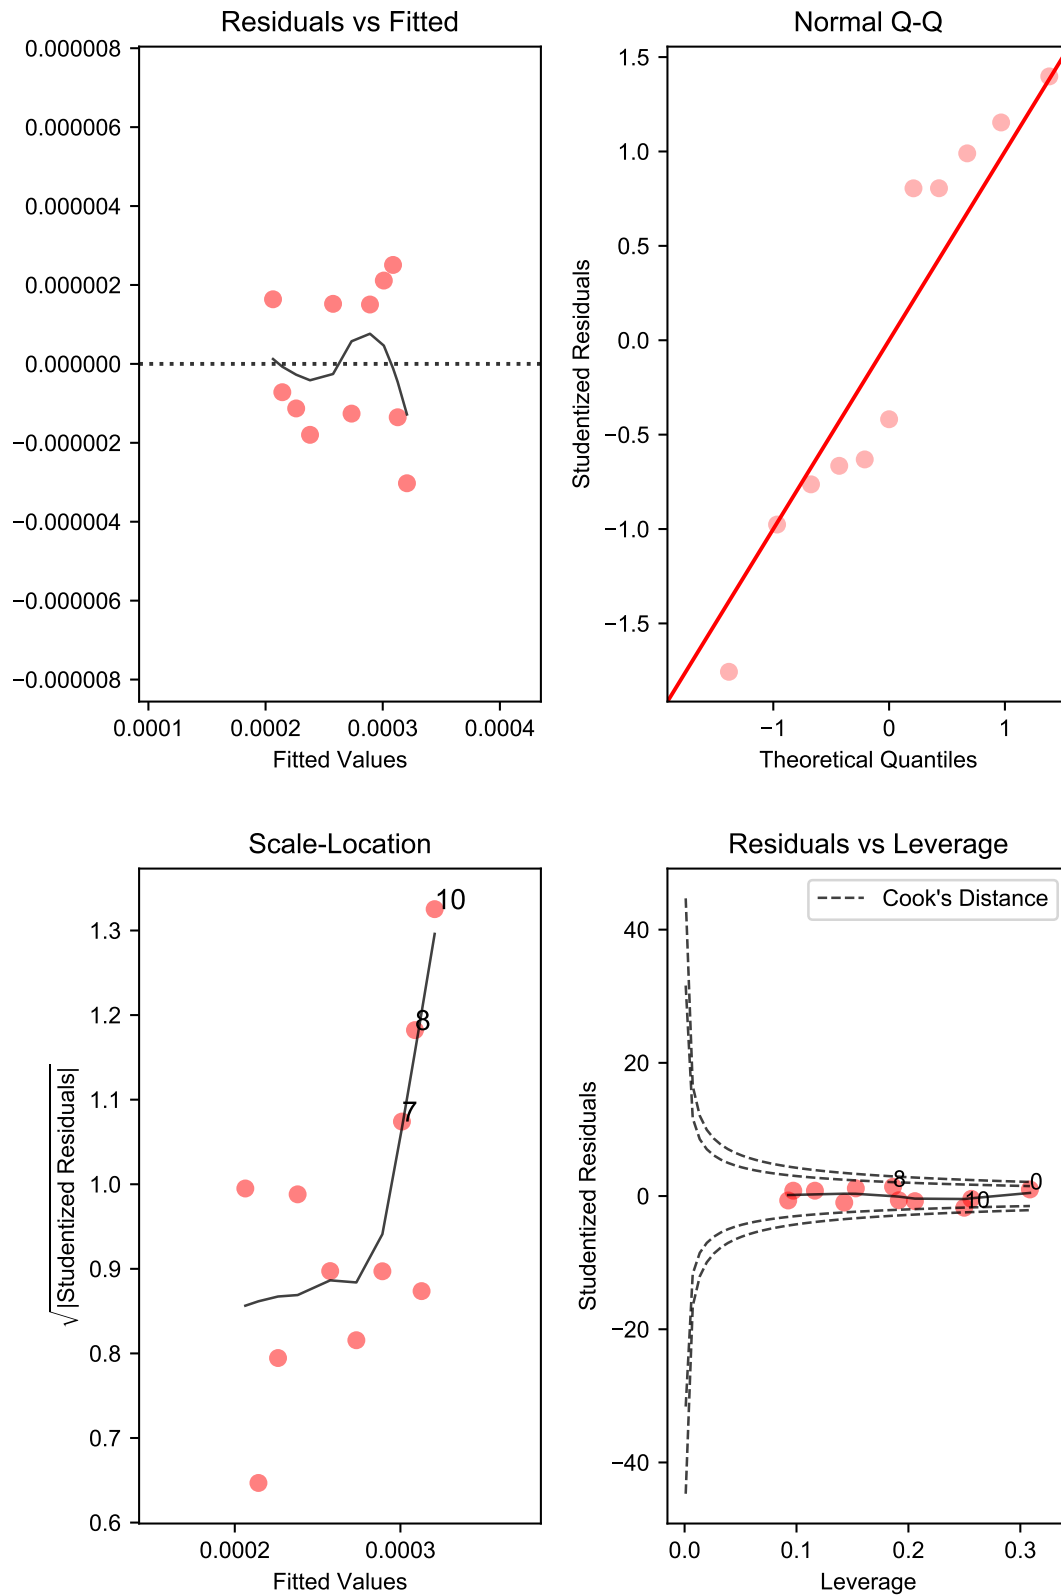 Residuals vs Fitted
0.000008
0.000006
0.000004
0.000002
0.000000
−0.000002
−0.000004
−0.000006
−0.000008
0.0001 0.0002 0.0003 0.0004
Fitted Values
Normal Q-Q
Studentized Residuals
1.5
1.0
0.5
0.0
−0.5
−1.0
−1.5
−1 0 1
Theoretical Quantiles
Scale-Location
√|Studentized Residuals|
1.3
1.2
1.1
1.0
0.9
0.8
0.7
0.6
10
8
7
0.0002 0.0003
Fitted Values
Residuals vs Leverage
Cook's Distance
Studentized Residuals
40
20
0
−20
−40
8
10
0
0.0 0.1 0.2 0.3
Leverage